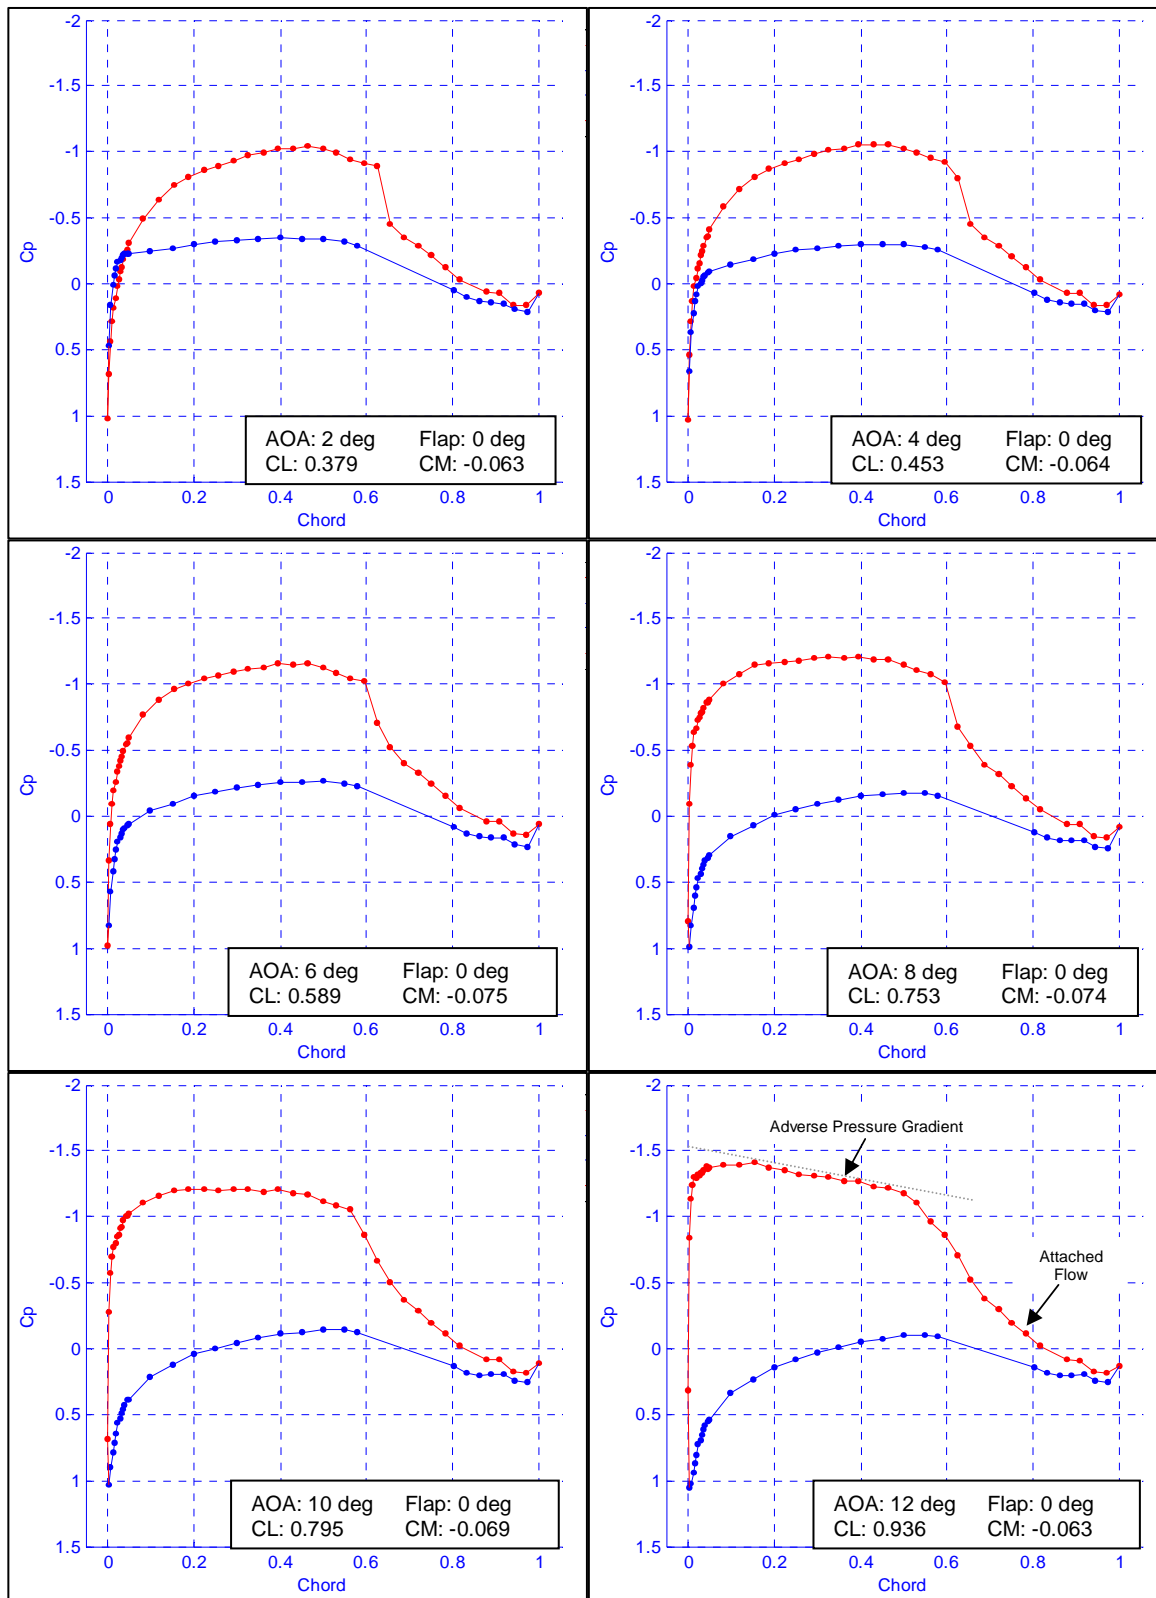 -2
-1.5
-1
-0.5
0
0.5
1
1.5
Cp
0 0.2 0.4 0.6 0.8 1
Chord
AOA: 2 deg Flap: 0 deg
CL: 0.379 CM: -0.063
-2
-1.5
-1
-0.5
0
0.5
1
1.5
Cp
0 0.2 0.4 0.6 0.8 1
Chord
AOA: 4 deg Flap: 0 deg
CL: 0.453 CM: -0.064
-2
-1.5
-1
-0.5
0
0.5
1
1.5
Cp
0 0.2 0.4 0.6 0.8 1
Chord
AOA: 6 deg Flap: 0 deg
CL: 0.589 CM: -0.075
-2
-1.5
-1
-0.5
0
0.5
1
1.5
Cp
0 0.2 0.4 0.6 0.8 1
Chord
AOA: 8 deg Flap: 0 deg
CL: 0.753 CM: -0.074
-2
-1.5
-1
-0.5
0
0.5
1
1.5
Cp
0 0.2 0.4 0.6 0.8 1
Chord
AOA: 10 deg Flap: 0 deg
CL: 0.795 CM: -0.069
-2
-1.5
-1
-0.5
0
0.5
1
1.5
Cp
0 0.2 0.4 0.6 0.8 1
Chord
Adverse Pressure Gradient
Attached
Flow
AOA: 12 deg Flap: 0 deg
CL: 0.936 CM: -0.063